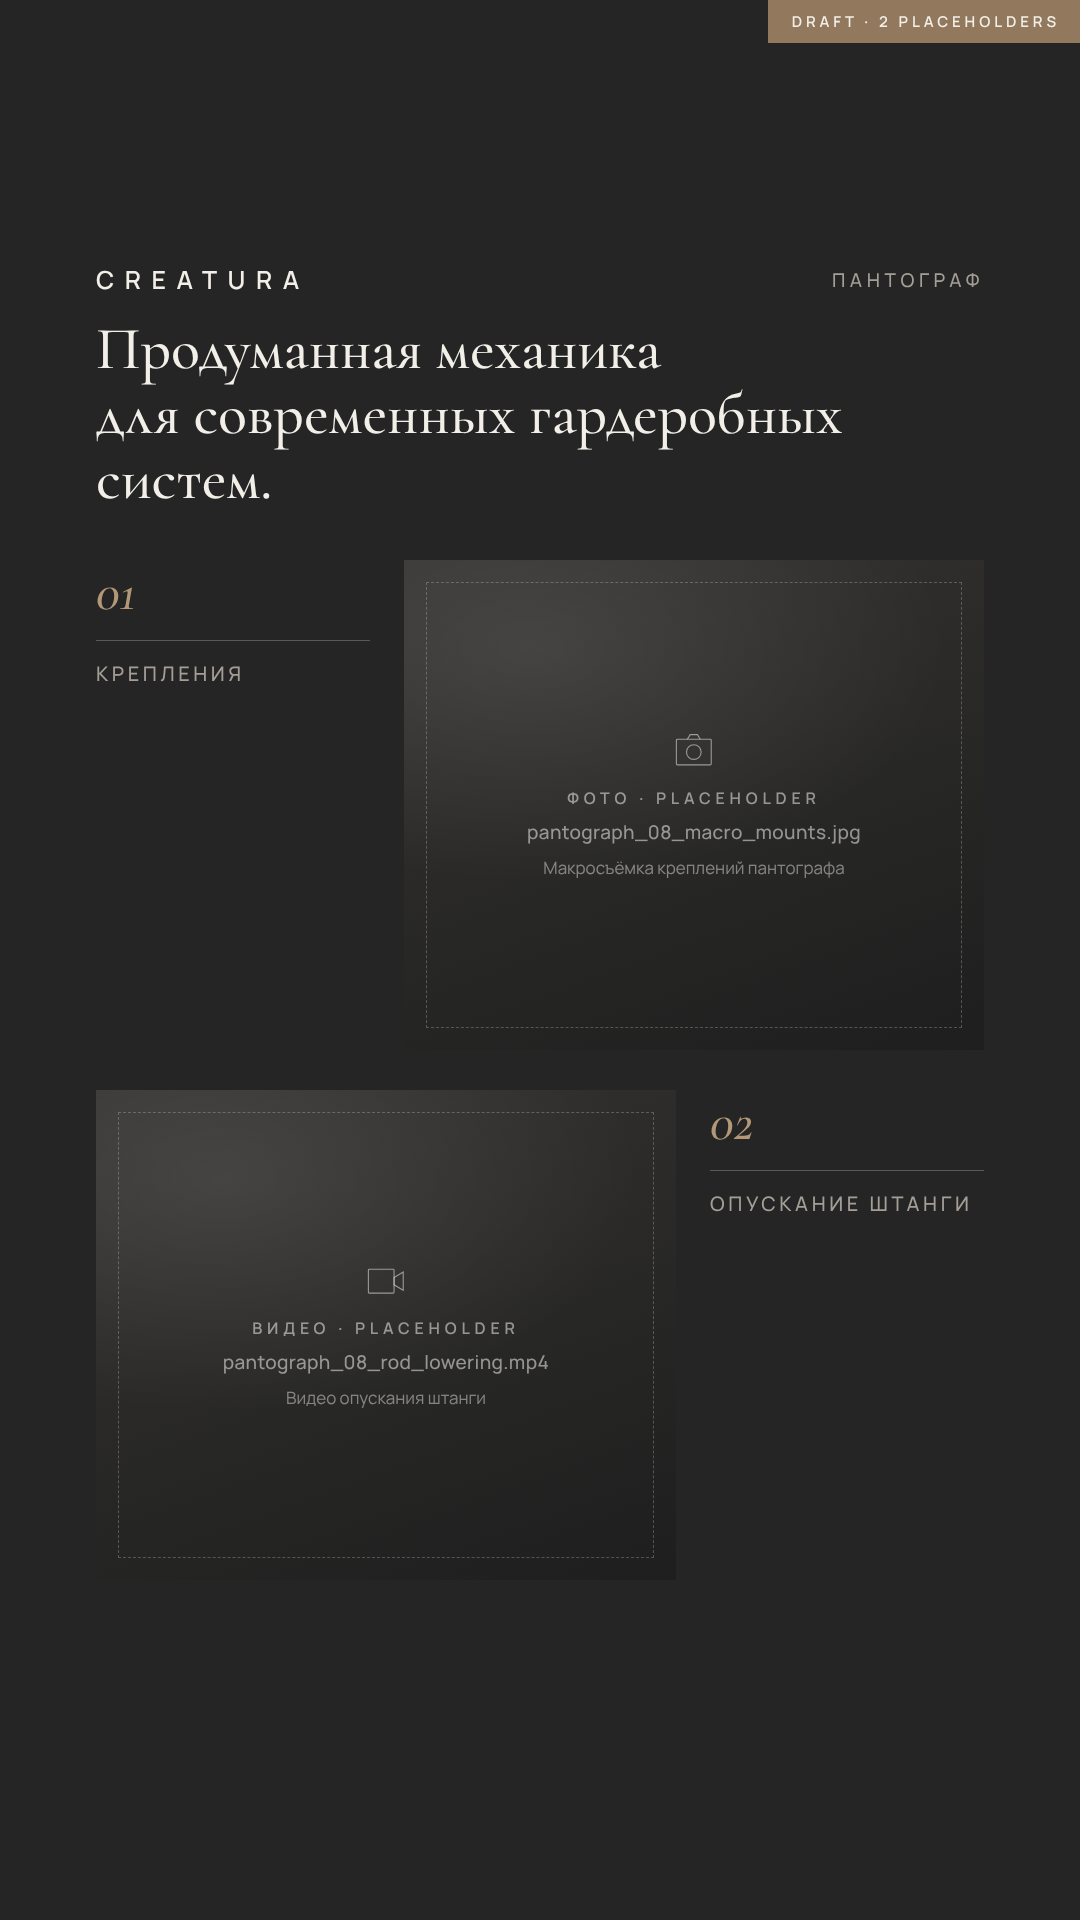 DRAFT · 2 PLACEHOLDERS
CREATURA
ПАНТОГРАФ
Продуманная механика
для современных гардеробных
систем.
01
КРЕПЛЕНИЯ
ФОТО · PLACEHOLDER
pantograph_08_macro_mounts.jpg
Макросъёмка креплений пантографа
02
ОПУСКАНИЕ ШТАНГИ
ВИДЕО · PLACEHOLDER
pantograph_08_rod_lowering.mp4
Видео опускания штанги